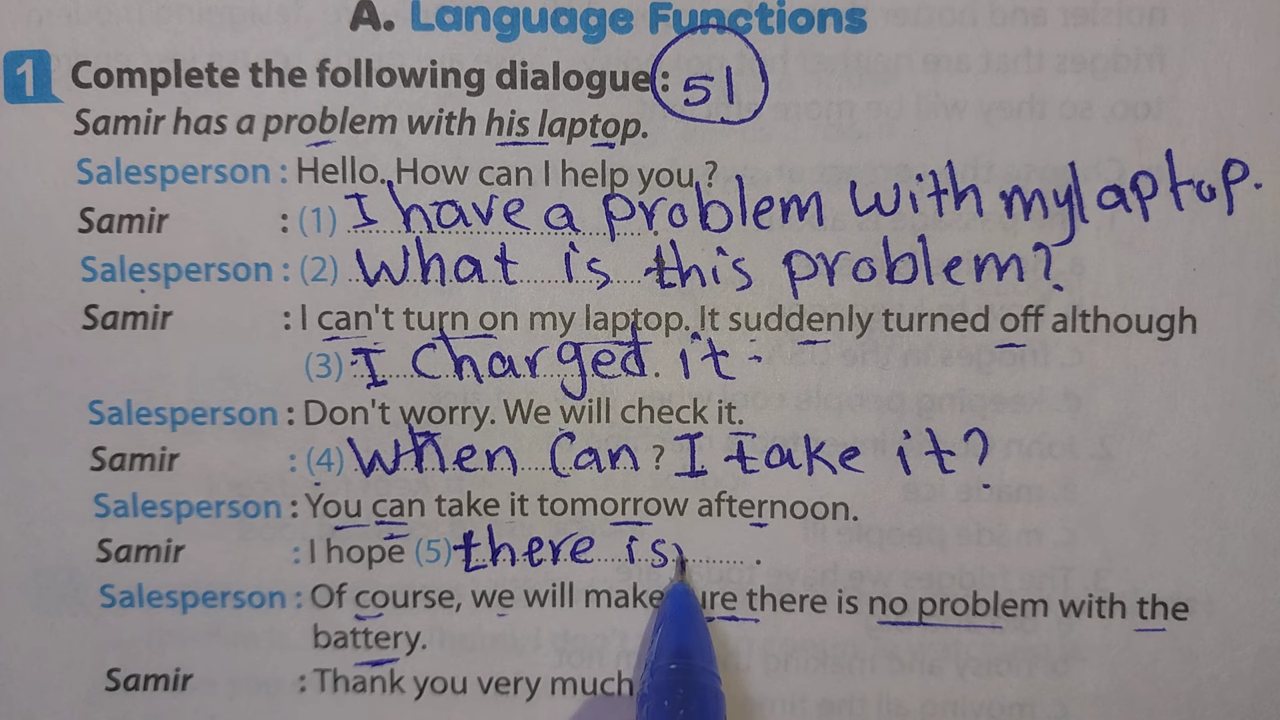 A. Language Functions
1 Complete the following dialogue: 51
Samir has a problem with his laptop.
Salesperson : Hello. How can I help you ?
Samir : (1) I have a problem with my laptop.
Salesperson : (2) What is this problem?
Samir : I can't turn on my laptop. It suddenly turned off although
(3) I charged it.
Salesperson : Don't worry. We will check it.
Samir : (4) When can ? I take it?
Salesperson : You can take it tomorrow afternoon.
Samir : I hope (5) there is .
Salesperson : Of course, we will make sure there is no problem with the
battery.
Samir : Thank you very much